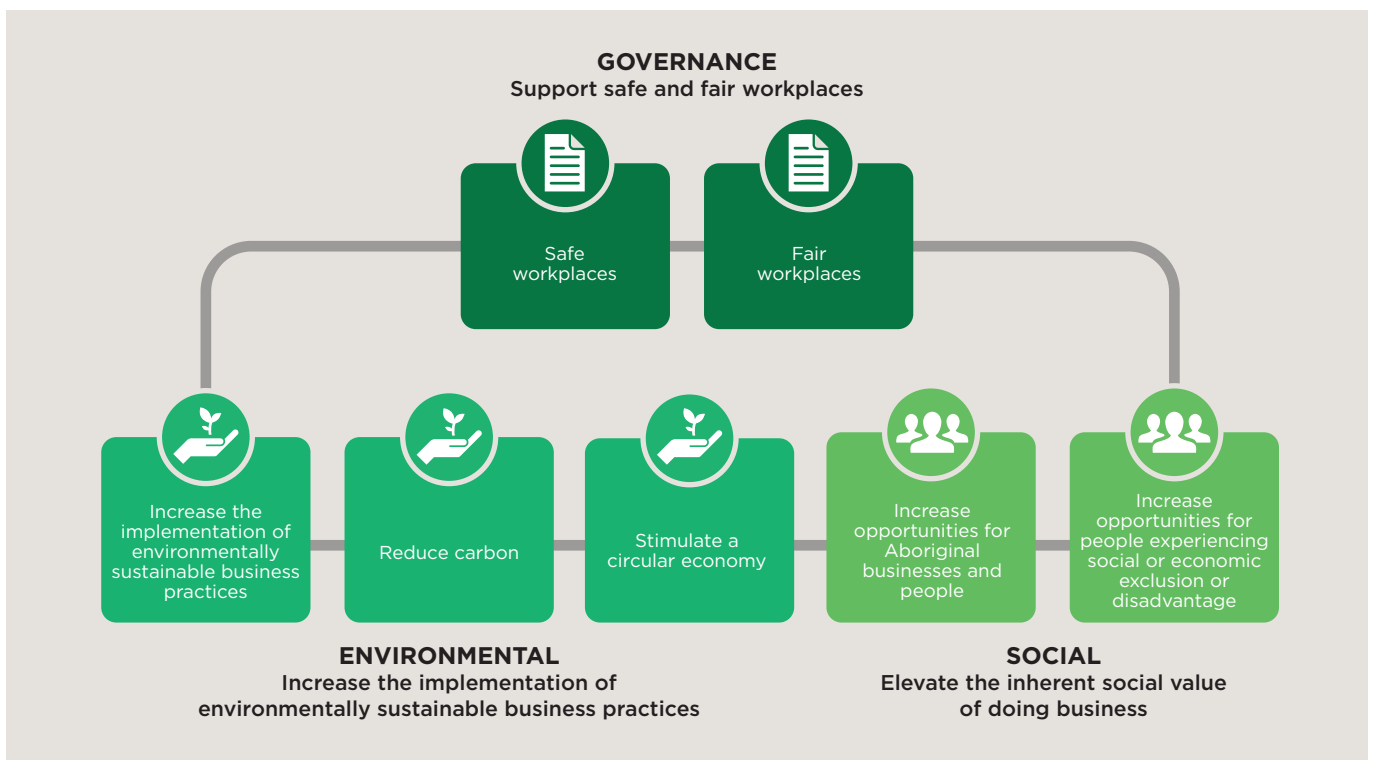 GOVERNANCE
Support safe and fair workplaces
Safe
workplaces
Fair
workplaces
Increase the
implementation of
environmentally
sustainable business
practices
Reduce carbon
Stimulate a
circular economy
Increase
opportunities for
Aboriginal
businesses and
people
Increase
opportunities for
people experiencing
social or economic
exclusion or
disadvantage
ENVIRONMENTAL
Increase the implementation of
environmentally sustainable business practices
SOCIAL
Elevate the inherent social value
of doing business